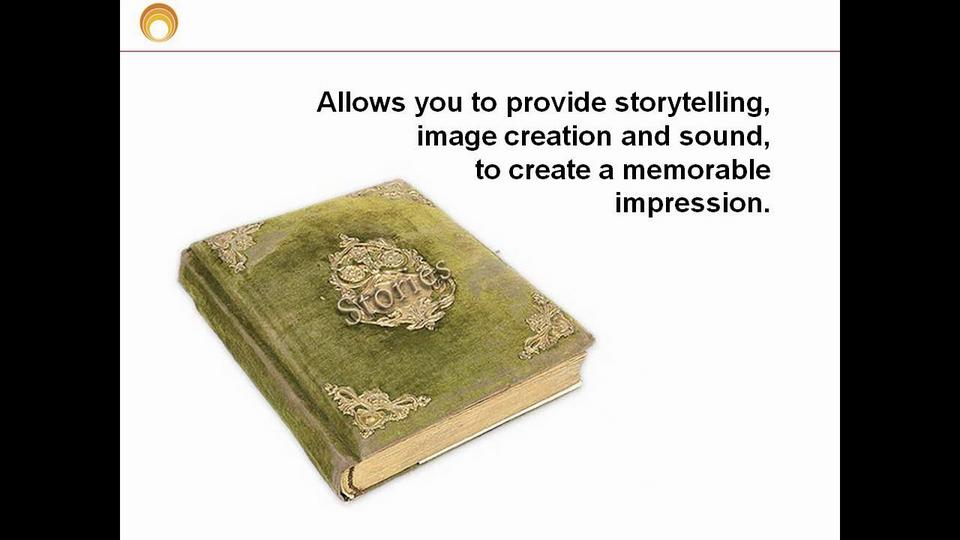 Allows you to provide storytelling,
image creation and sound,
to create a memorable
impression.
Stories